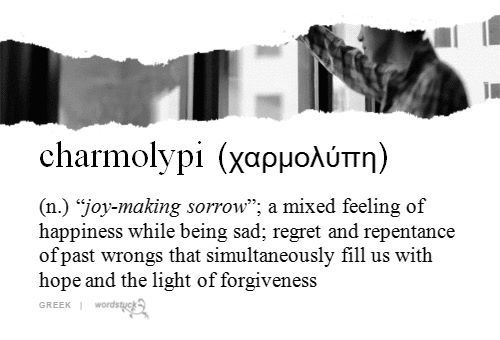 charmolypi (χαρμολύπη)
(n.) “joy-making sorrow”; a mixed feeling of
happiness while being sad; regret and repentance
of past wrongs that simultaneously fill us with
hope and the light of forgiveness
GREEK | wordstuck